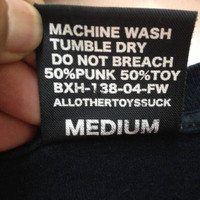 MACHINE WASH
TUMBLE DRY
DO NOT BREACH
50%PUNK 50%TOY
BXH-138-04-FW
ALLOTHERTOYSSUCK
MEDIUM